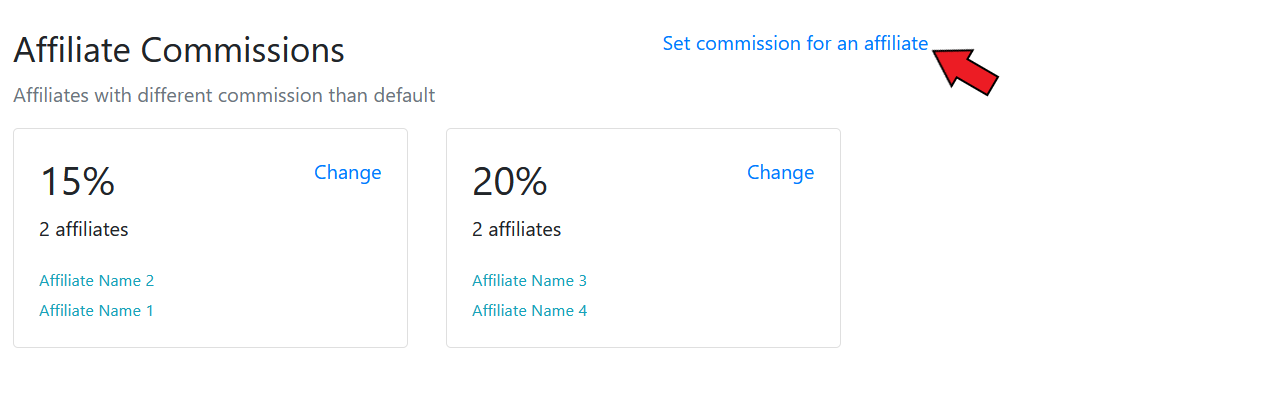 Affiliate Commissions
Set commission for an affiliate
Affiliates with different commission than default
15%
Change
2 affiliates
Affiliate Name 2
Affiliate Name 1
20%
Change
2 affiliates
Affiliate Name 3
Affiliate Name 4